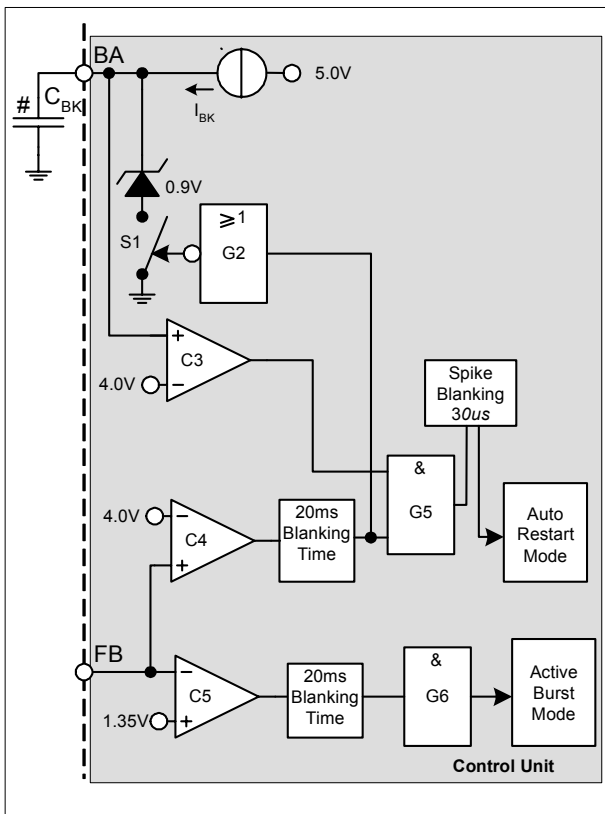 BA
5.0V
# C_BK
I_BK
0.9V
S1
≥1
G2
+
C3
4.0V
−
Spike
Blanking
30us
&
G5
4.0V
−
C4
+
20ms
Blanking
Time
Auto
Restart
Mode
FB
−
C5
1.35V
+
20ms
Blanking
Time
&
G6
Active
Burst
Mode
Control Unit